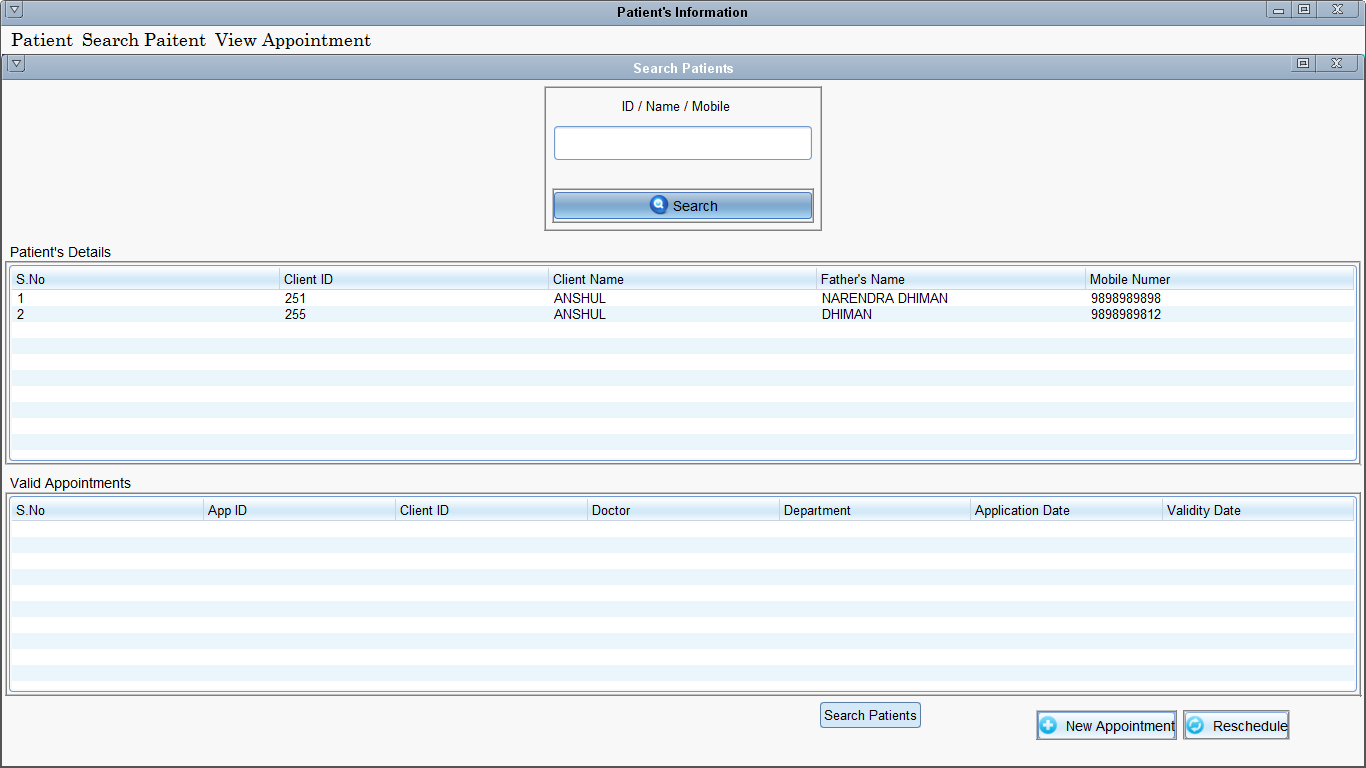 Patient's Information
Patient Search Paitent View Appointment
Search Patients
ID / Name / Mobile
Search
Patient's Details
S.No Client ID Client Name Father's Name Mobile Numer
1 251 ANSHUL NARENDRA DHIMAN 9898989898
2 255 ANSHUL DHIMAN 9898989812
Valid Appointments
S.No App ID Client ID Doctor Department Application Date Validity Date
Search Patients
New Appointment Reschedule